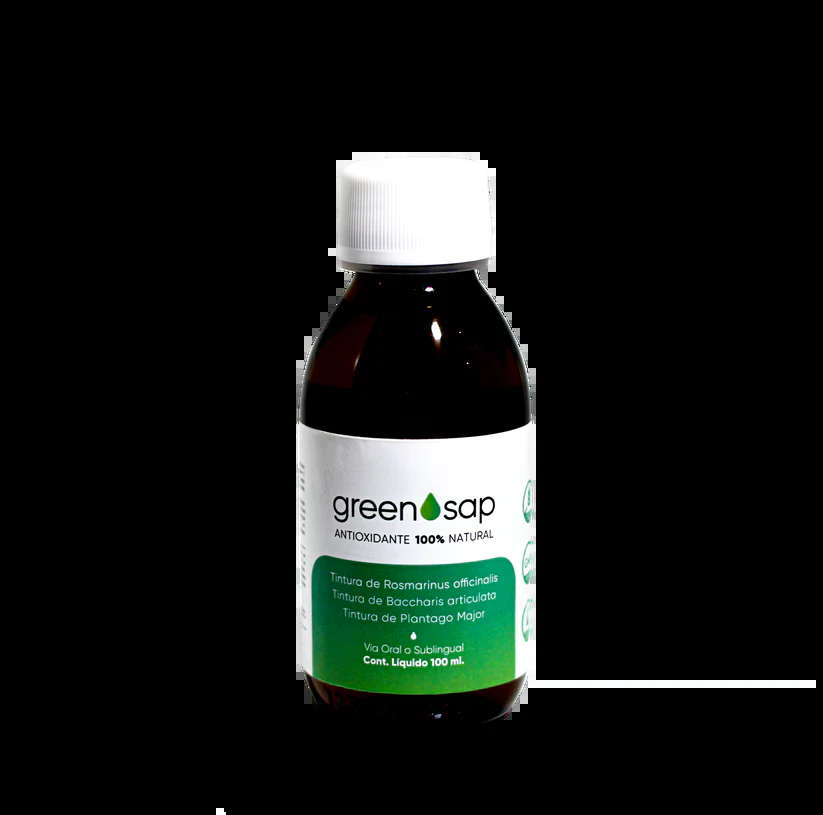 green sap
ANTIOXIDANTE 100% NATURAL
Tintura de Rosmarinus officinalis
Tintura de Baccharis articulata
Tintura de Plantago Major
Via Oral o Sublingual
Cont. Líquido 100 ml.